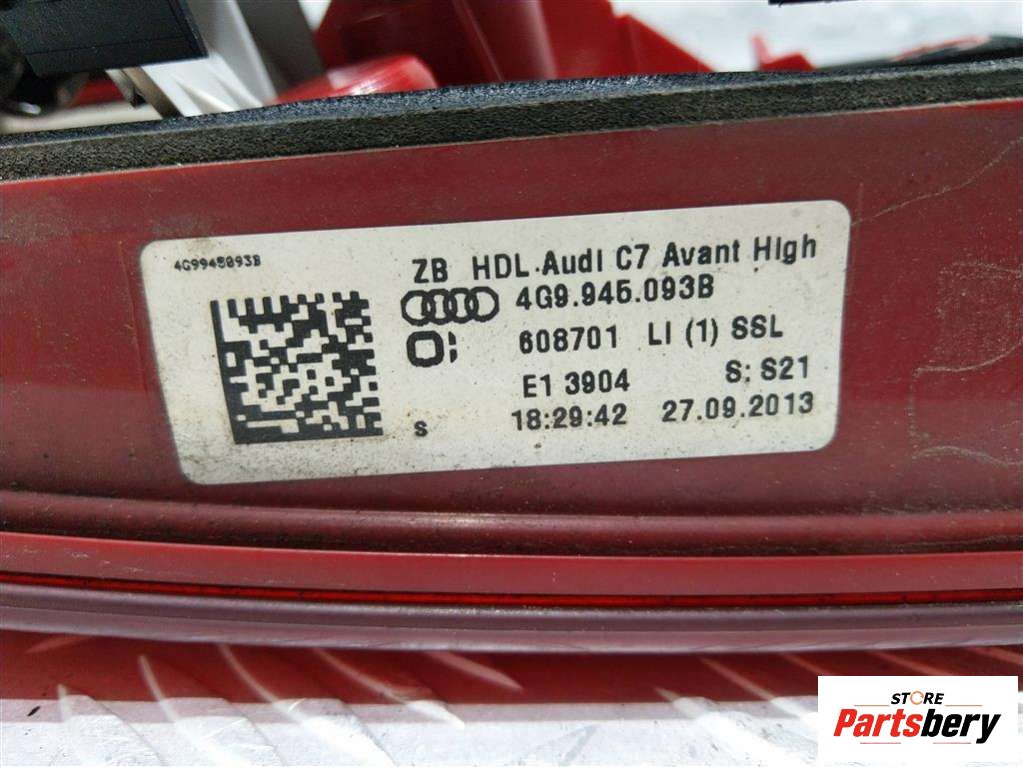 4G9945093B
ZB HDL Audi C7 Avant High
4G9.945.093B
608701 LI (1) SSL
E1 3904 S: S21
S 18:29:42 27.09.2013
STORE
Partsbery